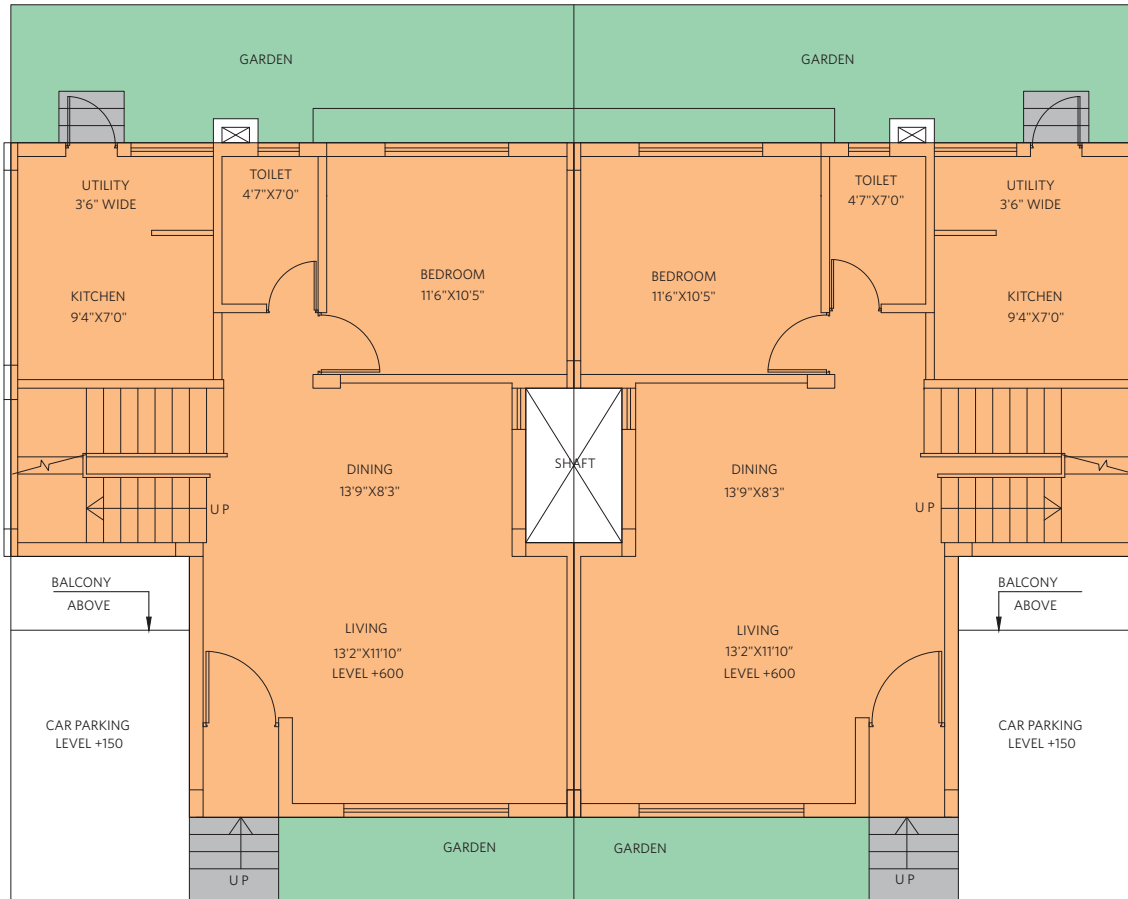 GARDEN
GARDEN
TOILET
4'7"X7'0"
TOILET
4'7"X7'0"
UTILITY
3'6" WIDE
UTILITY
3'6" WIDE
BEDROOM
11'6"X10'5"
BEDROOM
11'6"X10'5"
KITCHEN
9'4"X7'0"
KITCHEN
9'4"X7'0"
DINING
13'9"X8'3"
SHAFT
DINING
13'9"X8'3"
UP
UP
BALCONY
ABOVE
BALCONY
ABOVE
LIVING
13'2"X11'10"
LEVEL +600
LIVING
13'2"X11'10"
LEVEL +600
CAR PARKING
LEVEL +150
CAR PARKING
LEVEL +150
GARDEN
GARDEN
UP
UP